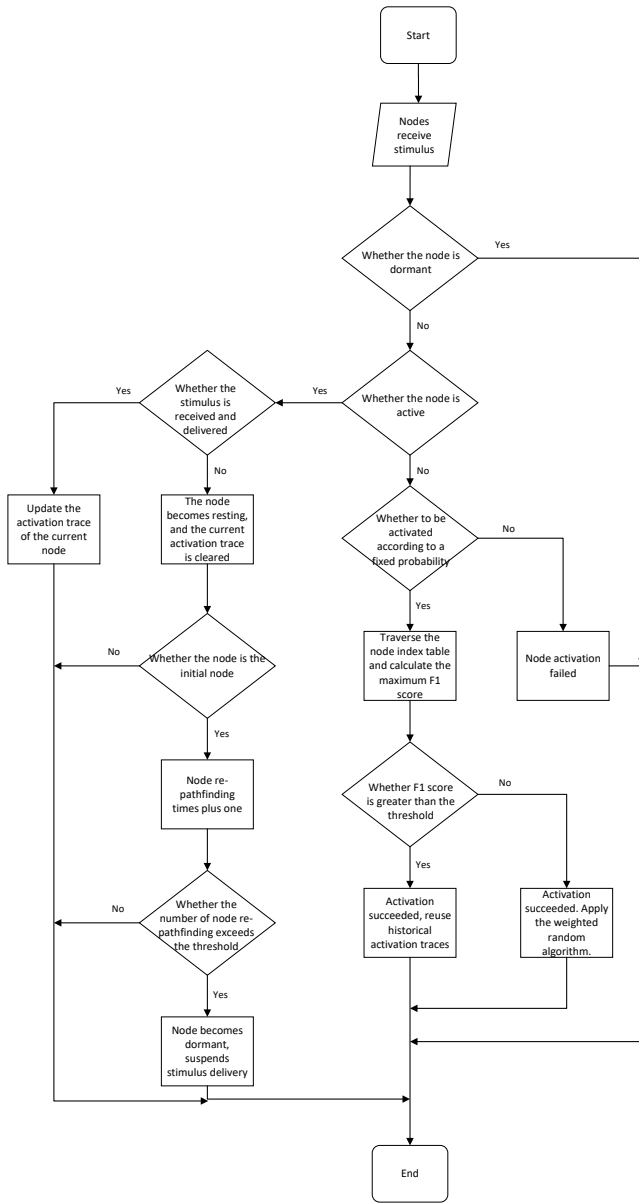 Start
Nodes
receive
stimulus
Whether the node is
dormant
Yes
No
Whether the node is
active
Yes
Whether the
stimulus is
received and
delivered
Yes
No
No
Update the
activation trace
of the current
node
The node
becomes resting,
and the current
activation trace
is cleared
Whether to be
activated
according to a
fixed probability
No
Yes
Whether the node is the
initial node
No
Yes
Traverse the
node index table
and calculate the
maximum F1
score
Node activation
failed
Node re-
pathfinding
times plus one
Whether F1 score
is greater than the
threshold
No
Yes
Whether the
number of node re-
pathfinding exceeds
the threshold
No
Yes
Activation
succeeded, reuse
historical
activation traces
Activation
succeeded. Apply
the weighted
random
algorithm.
Node becomes
dormant,
suspends
stimulus delivery
End